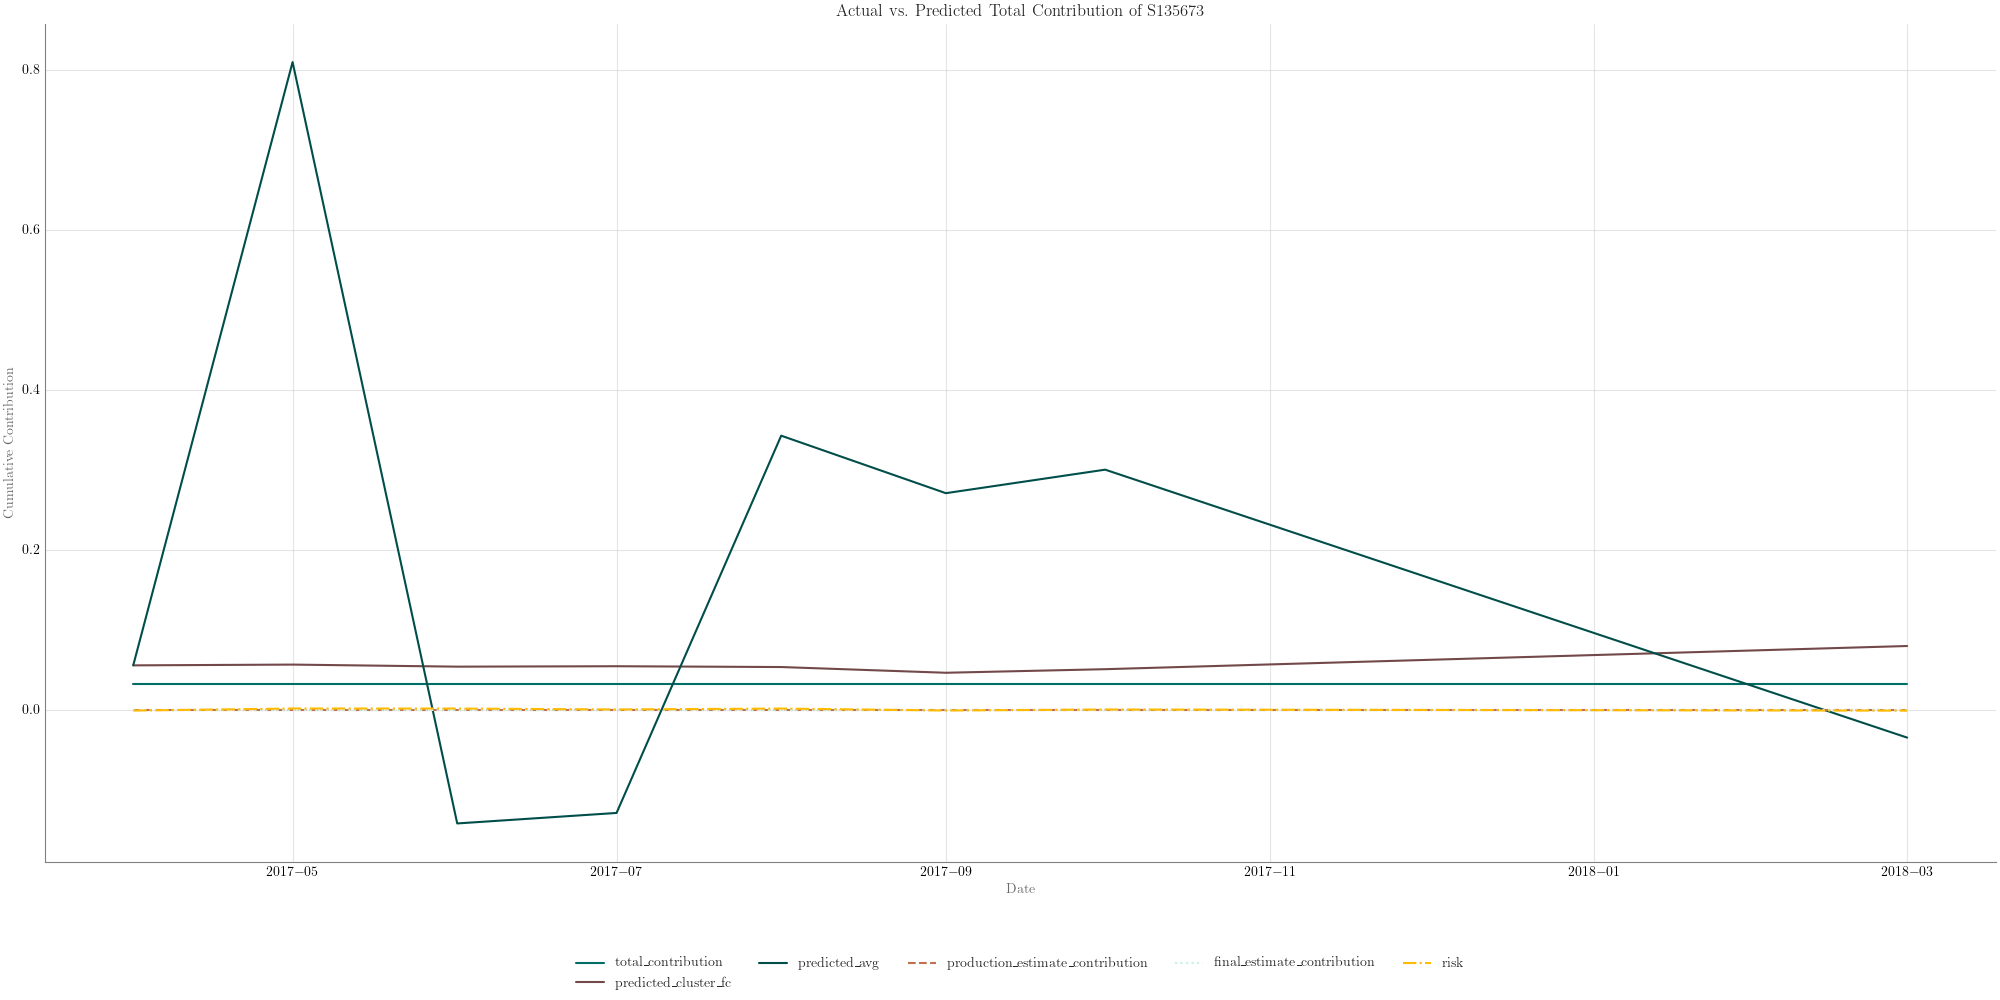 Actual vs. Predicted Total Contribution of S135673
0.8
0.6
0.4
0.2
0.0
Cumulative Contribution
2017−05 2017−07 2017−09 2017−11 2018−01 2018−03
Date
total_contribution predicted_avg production_estimate_contribution final_estimate_contribution risk
predicted_cluster_fc